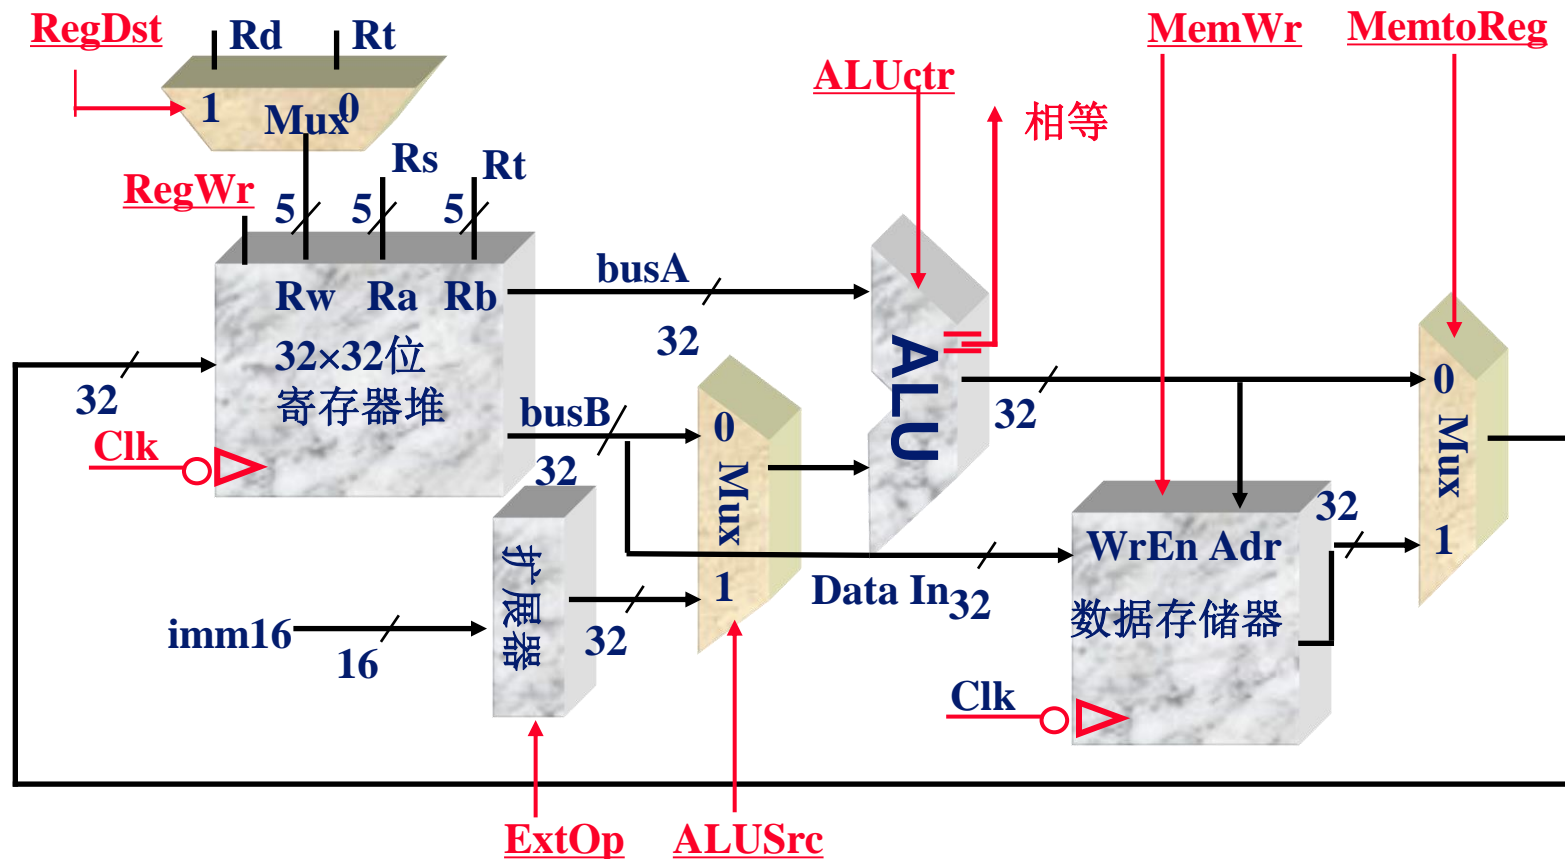 RegDst
Rd
Rt
MemWr
MemtoReg
1
0
Mux
ALUctr
相等
Rs
Rt
RegWr
5
5
5
busA
32
Rw
Ra
Rb
32×32位
寄存器堆
32
Clk
busB
32
0
Mux
1
ALU
32
0
Mux
1
扩展器
imm16
16
32
Data In
32
WrEn Adr
数据存储器
32
Clk
ExtOp
ALUSrc